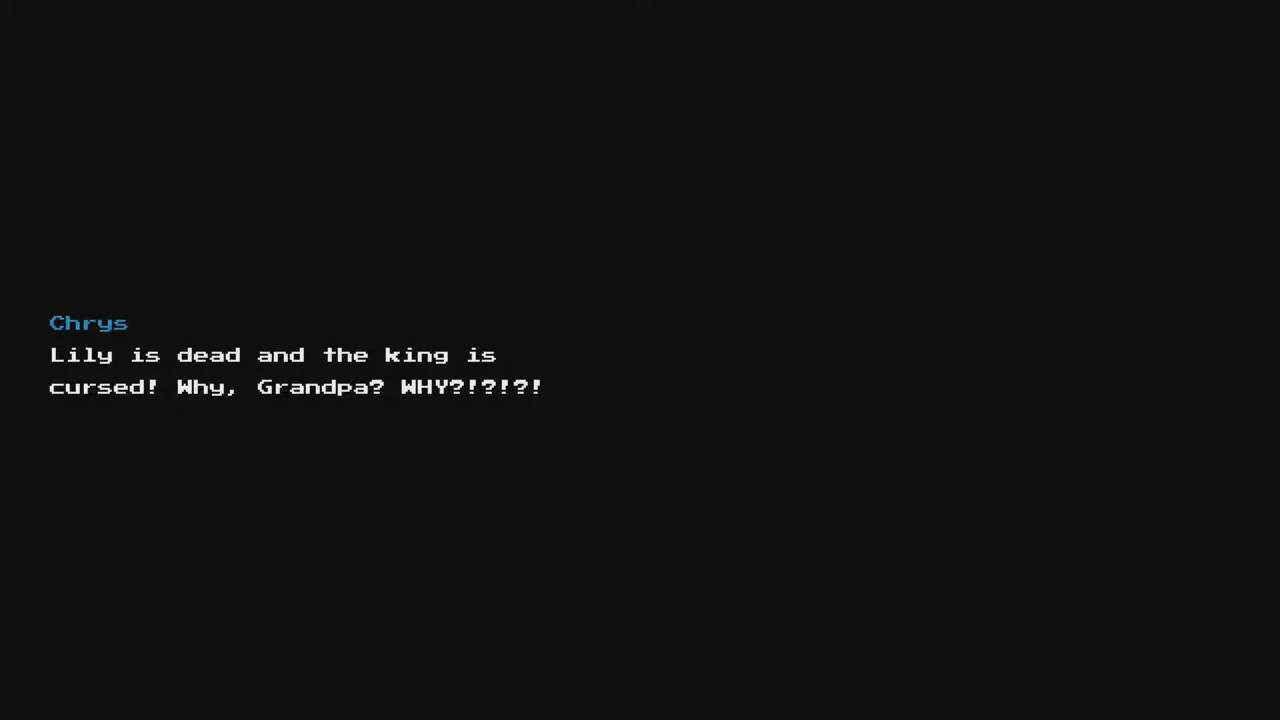 Chrys
Lily is dead and the king is
cursed! Why, Grandpa? WHY?!?!?!